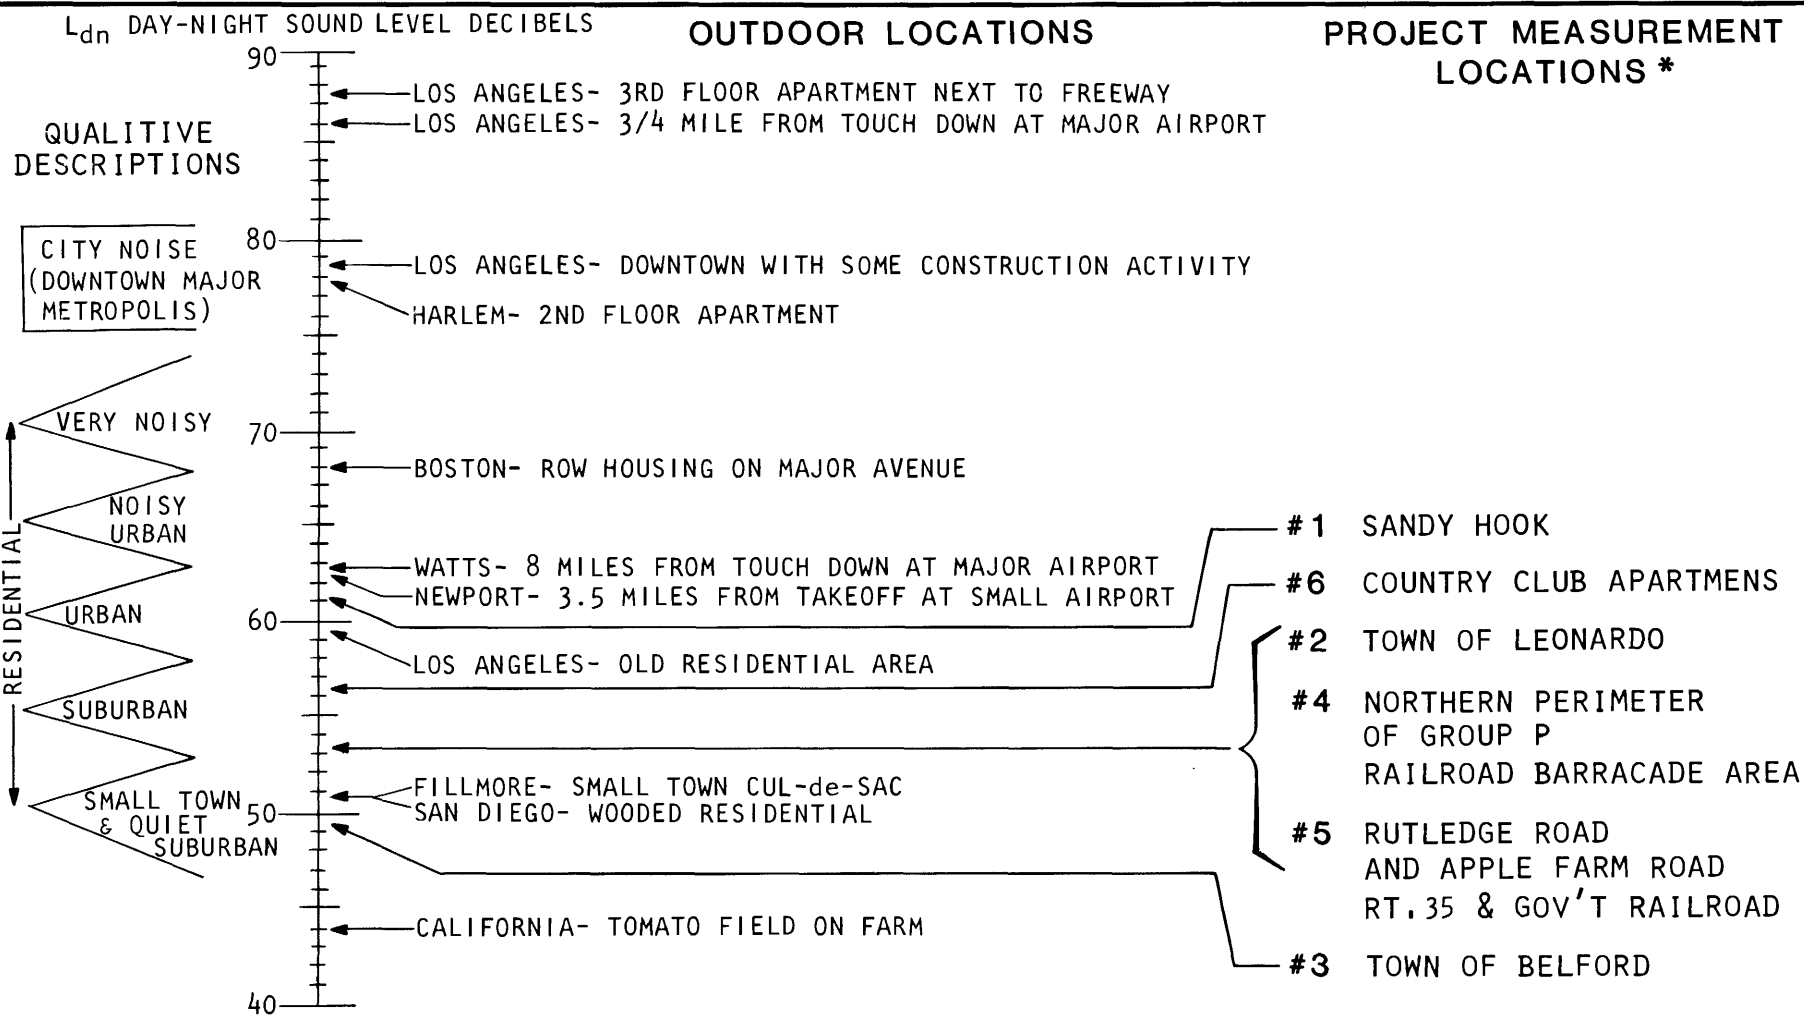 Ldn DAY-NIGHT SOUND LEVEL DECIBELS
OUTDOOR LOCATIONS
PROJECT MEASUREMENT
LOCATIONS *
QUALITIVE
DESCRIPTIONS
CITY NOISE
(DOWNTOWN MAJOR
METROPOLIS)
VERY NOISY
NOISY
URBAN
URBAN
SUBURBAN
SMALL TOWN
& QUIET
SUBURBAN
RESIDENTIAL
90
80
70
60
50
40
LOS ANGELES- 3RD FLOOR APARTMENT NEXT TO FREEWAY
LOS ANGELES- 3/4 MILE FROM TOUCH DOWN AT MAJOR AIRPORT
LOS ANGELES- DOWNTOWN WITH SOME CONSTRUCTION ACTIVITY
HARLEM- 2ND FLOOR APARTMENT
BOSTON- ROW HOUSING ON MAJOR AVENUE
WATTS- 8 MILES FROM TOUCH DOWN AT MAJOR AIRPORT
NEWPORT- 3.5 MILES FROM TAKEOFF AT SMALL AIRPORT
LOS ANGELES- OLD RESIDENTIAL AREA
FILLMORE- SMALL TOWN CUL-de-SAC
SAN DIEGO- WOODED RESIDENTIAL
CALIFORNIA- TOMATO FIELD ON FARM
#1 SANDY HOOK
#6 COUNTRY CLUB APARTMENS
#2 TOWN OF LEONARDO
#4 NORTHERN PERIMETER
OF GROUP P
RAILROAD BARRACADE AREA
#5 RUTLEDGE ROAD
AND APPLE FARM ROAD
RT.35 & GOV'T RAILROAD
#3 TOWN OF BELFORD